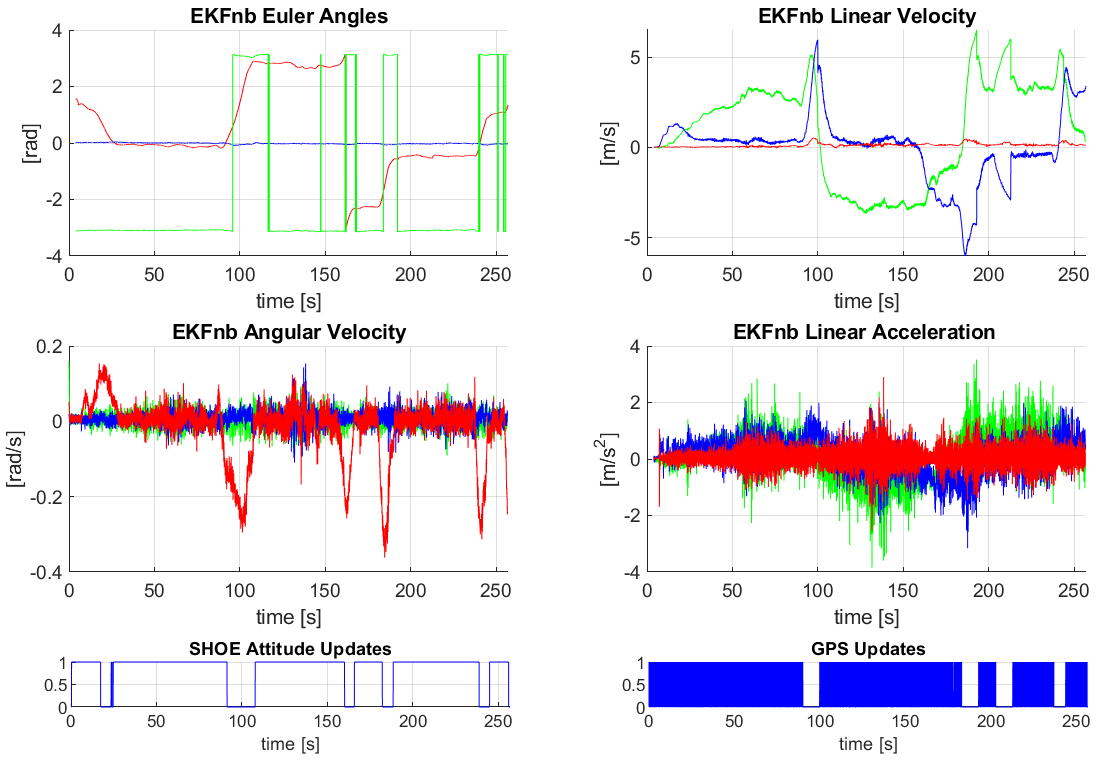 EKFnb Euler Angles
4
2
0
-2
-4
[rad]
0 50 100 150 200 250
time [s]
EKFnb Linear Velocity
5
0
-5
[m/s]
0 50 100 150 200 250
time [s]
EKFnb Angular Velocity
0.2
0
-0.2
-0.4
[rad/s]
0 50 100 150 200 250
time [s]
EKFnb Linear Acceleration
4
2
0
-2
-4
[m/s²]
0 50 100 150 200 250
time [s]
SHOE Attitude Updates
1
0.5
0
0 50 100 150 200 250
time [s]
GPS Updates
1
0.5
0
0 50 100 150 200 250
time [s]